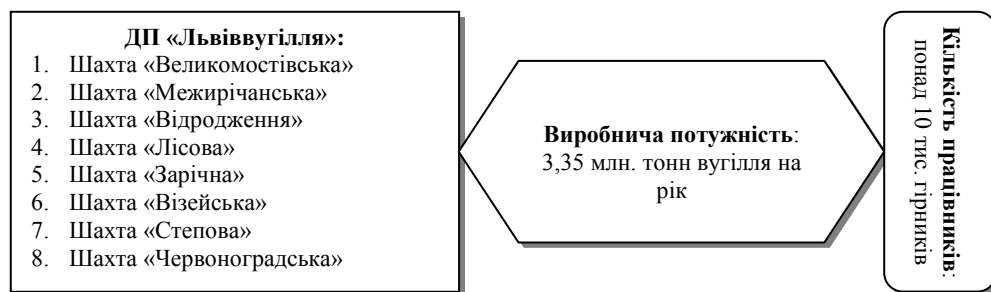 ДП «Львіввугілля»:
1. Шахта «Великомостівська»
2. Шахта «Межирічанська»
3. Шахта «Відродження»
4. Шахта «Лісова»
5. Шахта «Зарічна»
6. Шахта «Візейська»
7. Шахта «Степова»
8. Шахта «Червоноградська»
Виробнича потужність:
3,35 млн. тонн вугілля на
рік
Кількість працівників:
понад 10 тис. гірників